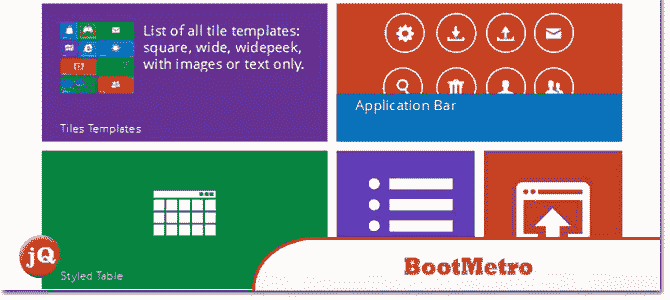 List of all tile templates:
square, wide, widepeek,
with images or text only.
Tiles Templates
Application Bar
Styled Table
jQ
BootMetro